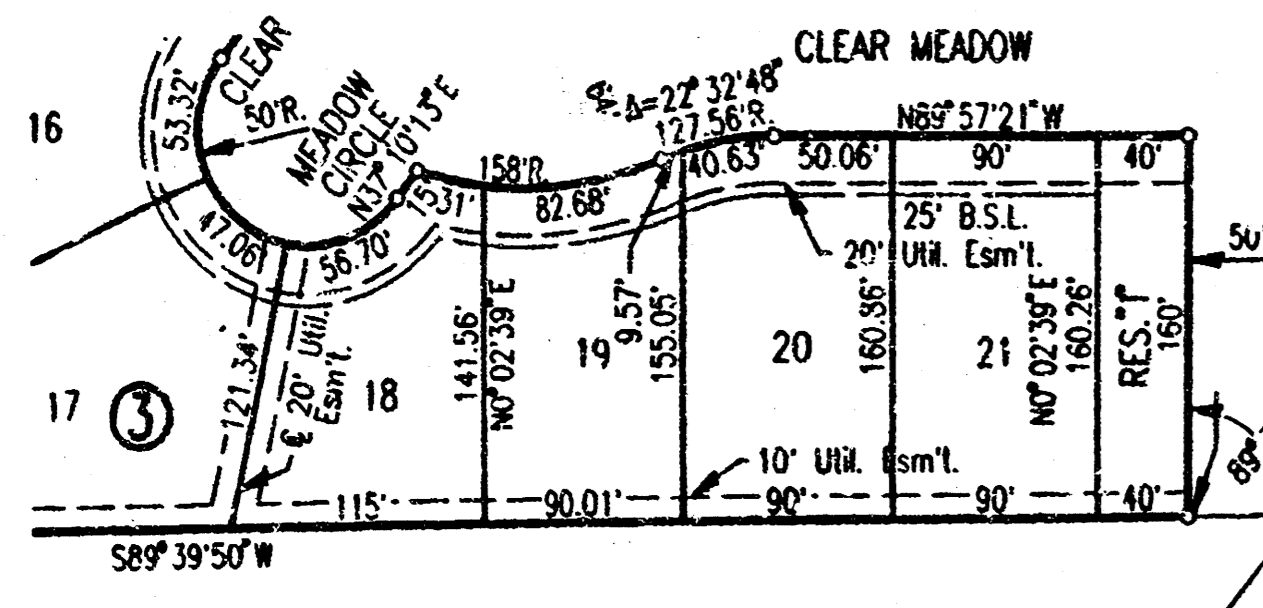 CLEAR MEADOW
CLEAR
MEADOW
CIRCLE
16
53.32'
50'R.
N37°10'13"E
Δ=22°32'48"
127.56'R.
N89°57'21"W
158'R.
40.63'
50.06'
90'
40'
15.31'
82.68'
47.06'
56.70'
25' B.S.L.
20' Util. Esm't.
50'
9.57'
141.56'
N0°02'39"E
155.05'
160.86'
N0°02'39"E
160.26'
RES. "I"
160'
121.34'
20' Util.
Esm't.
17
3
18
19
20
21
10' Util. Esm't.
89°
115'
90.01'
90'
90'
40'
S89°39'50"W